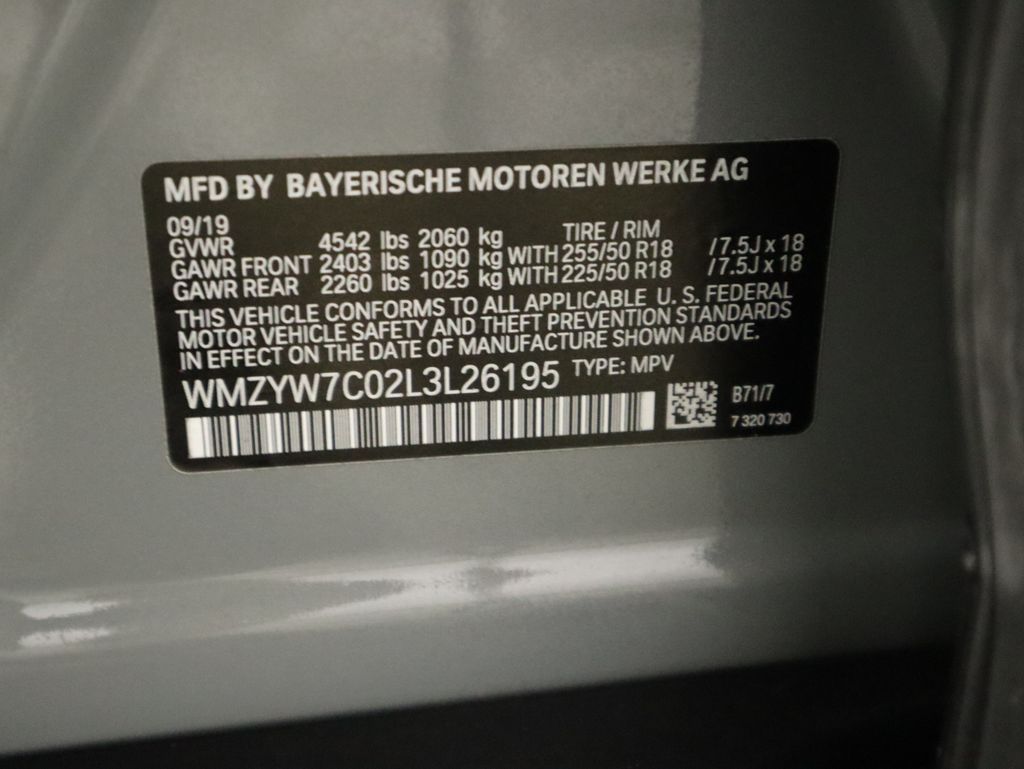 MFD BY BAYERISCHE MOTOREN WERKE AG
09/19 TIRE / RIM
GVWR 4542 lbs 2060 kg
GAWR FRONT 2403 lbs 1090 kg WITH 255/50 R18 /7.5J x 18
GAWR REAR 2260 lbs 1025 kg WITH 225/50 R18 /7.5J x 18
THIS VEHICLE CONFORMS TO ALL APPLICABLE U. S. FEDERAL
MOTOR VEHICLE SAFETY AND THEFT PREVENTION STANDARDS
IN EFFECT ON THE DATE OF MANUFACTURE SHOWN ABOVE.
WMZYW7C02L3L26195 TYPE: MPV
B71/7
7 320 730